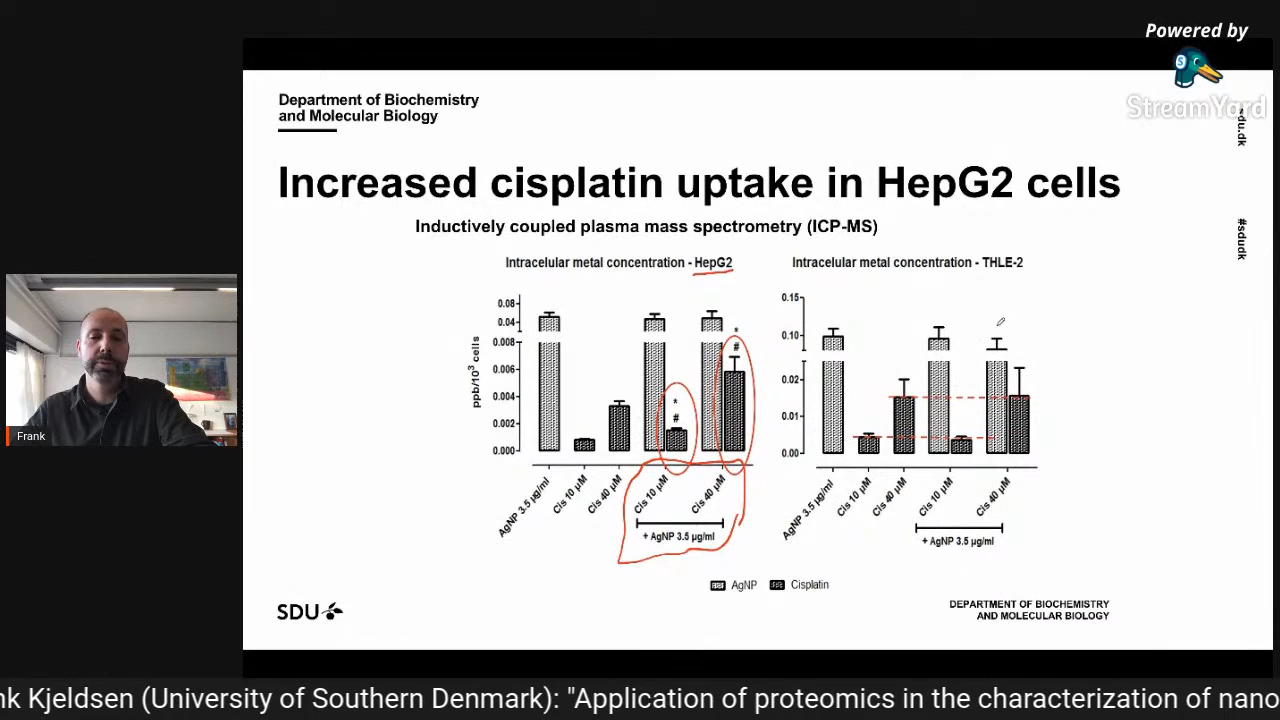 Powered by
StreamYard
Department of Biochemistry
and Molecular Biology
sdu.dk
#sdudk
Increased cisplatin uptake in HepG2 cells
Inductively coupled plasma mass spectrometry (ICP-MS)
Intracelular metal concentration - HepG2
ppb/10³ cells
0.08
0.04
0.008
0.006
0.004
0.002
0.000
*
#
*
#
AgNP 3.5 µg/ml
Cis 10 µM
Cis 40 µM
Cis 10 µM
Cis 40 µM
+ AgNP 3.5 µg/ml
Intracelular metal concentration - THLE-2
0.15
0.10
0.02
0.01
0.00
AgNP 3.5 µg/ml
Cis 10 µM
Cis 40 µM
Cis 10 µM
Cis 40 µM
+ AgNP 3.5 µg/ml
AgNP
Cisplatin
SDU
DEPARTMENT OF BIOCHEMISTRY
AND MOLECULAR BIOLOGY
Frank
nk Kjeldsen (University of Southern Denmark): "Application of proteomics in the characterization of nano